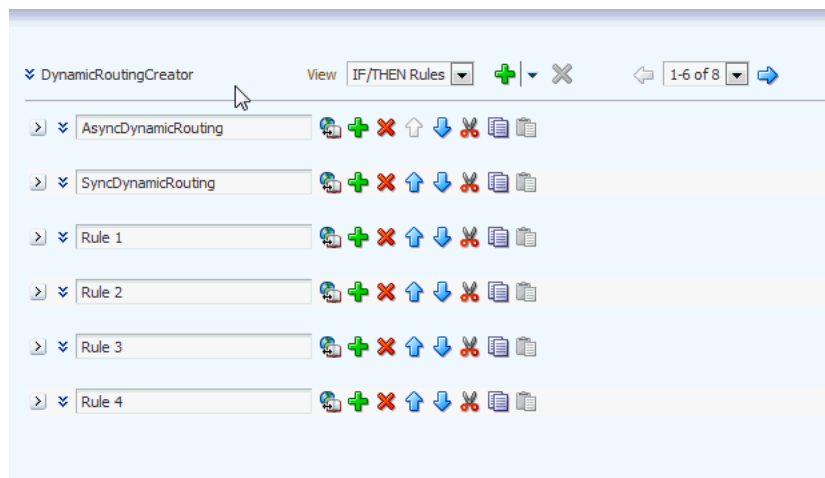 DynamicRoutingCreator View IF/THEN Rules 1-6 of 8
AsyncDynamicRouting
SyncDynamicRouting
Rule 1
Rule 2
Rule 3
Rule 4